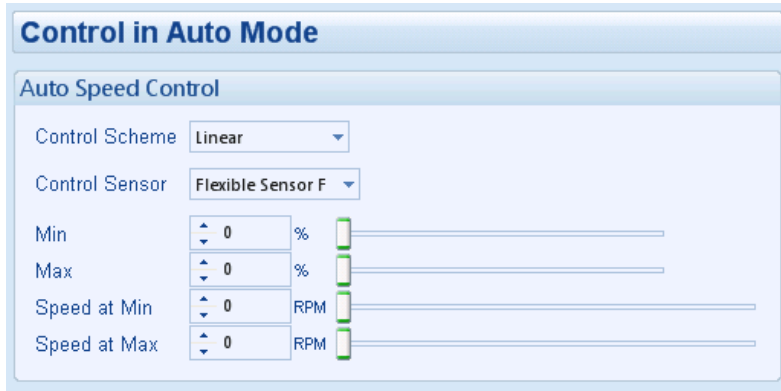 Control in Auto Mode
Auto Speed Control
Control Scheme Linear
Control Sensor Flexible Sensor F
Min 0 %
Max 0 %
Speed at Min 0 RPM
Speed at Max 0 RPM